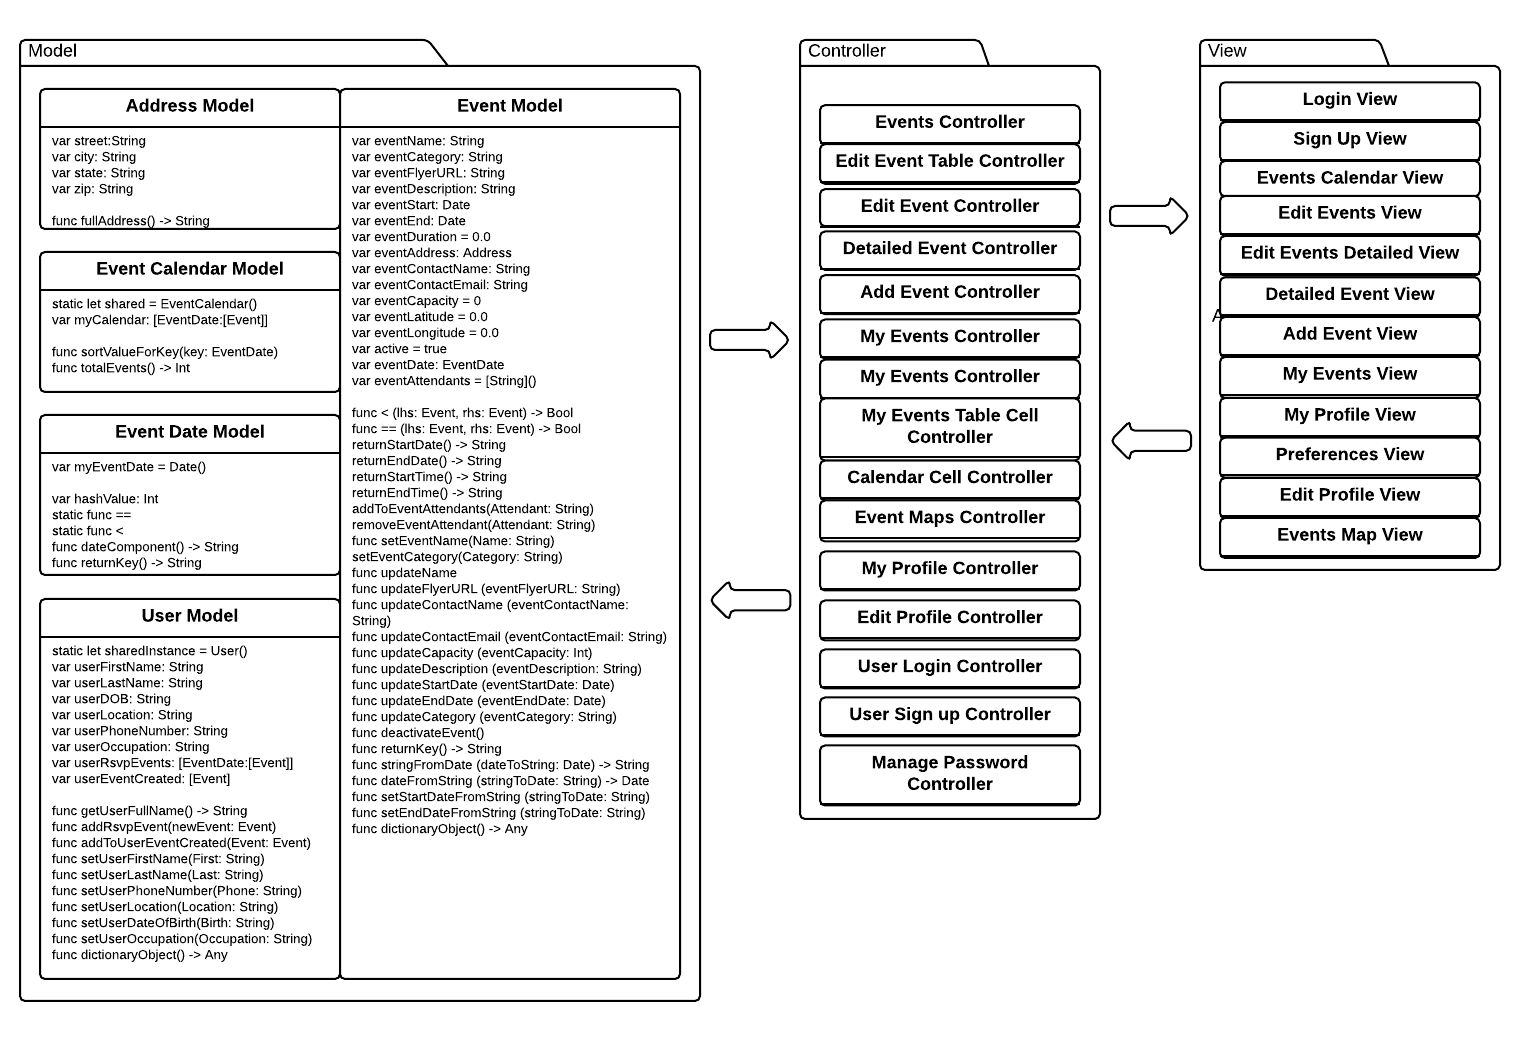 Model
Address Model
var street:String
var city: String
var state: String
var zip: String
func fullAddress() -> String
Event Calendar Model
static let shared = EventCalendar()
var myCalendar: [EventDate:[Event]]
func sortValueForKey(key: EventDate)
func totalEvents() -> Int
Event Date Model
var myEventDate = Date()
var hashValue: Int
static func ==
static func <
func dateComponent() -> String
func returnKey() -> String
User Model
static let sharedInstance = User()
var userFirstName: String
var userLastName: String
var userDOB: String
var userLocation: String
var userPhoneNumber: String
var userOccupation: String
var userRsvpEvents: [EventDate:[Event]]
var userEventCreated: [Event]
func getUserFullName() -> String
func addRsvpEvent(newEvent: Event)
func addToUserEventCreated(Event: Event)
func setUserFirstName(First: String)
func setUserLastName(Last: String)
func setUserPhoneNumber(Phone: String)
func setUserLocation(Location: String)
func setUserDateOfBirth(Birth: String)
func setUserOccupation(Occupation: String)
func dictionaryObject() -> Any
Event Model
var eventName: String
var eventCategory: String
var eventFlyerURL: String
var eventDescription: String
var eventStart: Date
var eventEnd: Date
var eventDuration = 0.0
var eventAddress: Address
var eventContactName: String
var eventContactEmail: String
var eventCapacity = 0
var eventLatitude = 0.0
var eventLongitude = 0.0
var active = true
var eventDate: EventDate
var eventAttendants = [String]()
func < (lhs: Event, rhs: Event) -> Bool
func == (lhs: Event, rhs: Event) -> Bool
returnStartDate() -> String
returnEndDate() -> String
returnStartTime() -> String
returnEndTime() -> String
addToEventAttendants(Attendant: String)
removeEventAttendant(Attendant: String)
func setEventName(Name: String)
setEventCategory(Category: String)
func updateName
func updateFlyerURL (eventFlyerURL: String)
func updateContactName (eventContactName:
String)
func updateContactEmail (eventContactEmail: String)
func updateCapacity (eventCapacity: Int)
func updateDescription (eventDescription: String)
func updateStartDate (eventStartDate: Date)
func updateEndDate (eventEndDate: Date)
func updateCategory (eventCategory: String)
func deactivateEvent()
func returnKey() -> String
func stringFromDate (dateToString: Date) -> String
func dateFromString (stringToDate: String) -> Date
func setStartDateFromString (stringToDate: String)
func setEndDateFromString (stringToDate: String)
func dictionaryObject() -> Any
Controller
Events Controller
Edit Event Table Controller
Edit Event Controller
Detailed Event Controller
Add Event Controller
My Events Controller
My Events Controller
My Events Table Cell
Controller
Calendar Cell Controller
Event Maps Controller
My Profile Controller
Edit Profile Controller
User Login Controller
User Sign up Controller
Manage Password
Controller
View
Login View
Sign Up View
Events Calendar View
Edit Events View
Edit Events Detailed View
Detailed Event View
Add Event View
My Events View
My Profile View
Preferences View
Edit Profile View
Events Map View